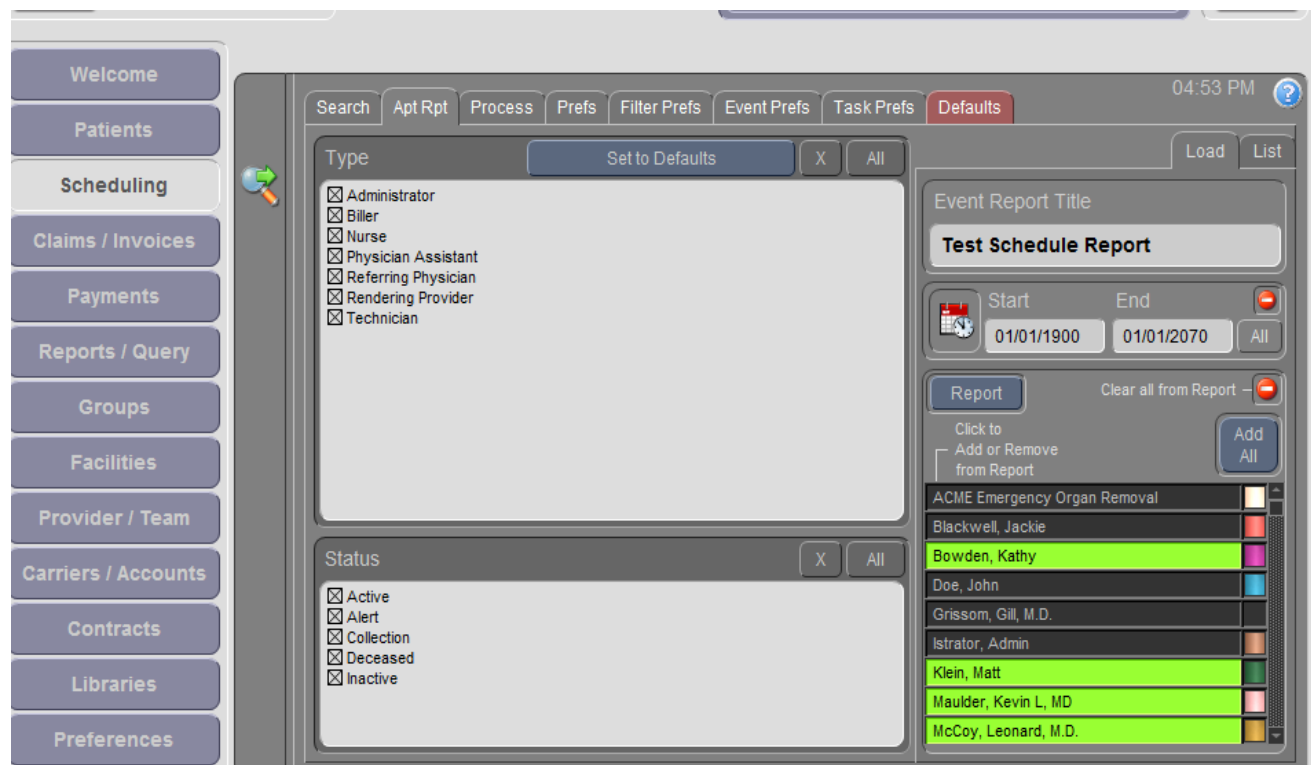 Welcome
Patients
Scheduling
Claims / Invoices
Payments
Reports / Query
Groups
Facilities
Provider / Team
Carriers / Accounts
Contracts
Libraries
Preferences
Search Apt Rpt Process Prefs Filter Prefs Event Prefs Task Prefs Defaults
04:53 PM ?
Type Set to Defaults X All
Administrator
Biller
Nurse
Physician Assistant
Referring Physician
Rendering Provider
Technician
Status X All
Active
Alert
Collection
Deceased
Inactive
Load List
Event Report Title
Test Schedule Report
Start End
01/01/1900 01/01/2070 All
Report Clear all from Report
Click to
Add or Remove
from Report
Add
All
ACME Emergency Organ Removal
Blackwell, Jackie
Bowden, Kathy
Doe, John
Grissom, Gill, M.D.
Istrator, Admin
Klein, Matt
Maulder, Kevin L, MD
McCoy, Leonard, M.D.